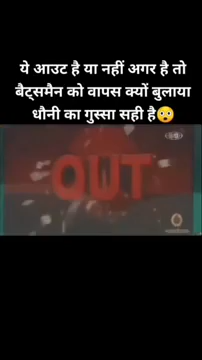 ये आउट है या नहीं अगर है तो
बैट्समैन को वापस क्यों बुलाया
धौनी का गुस्सा सही है😲
OUT